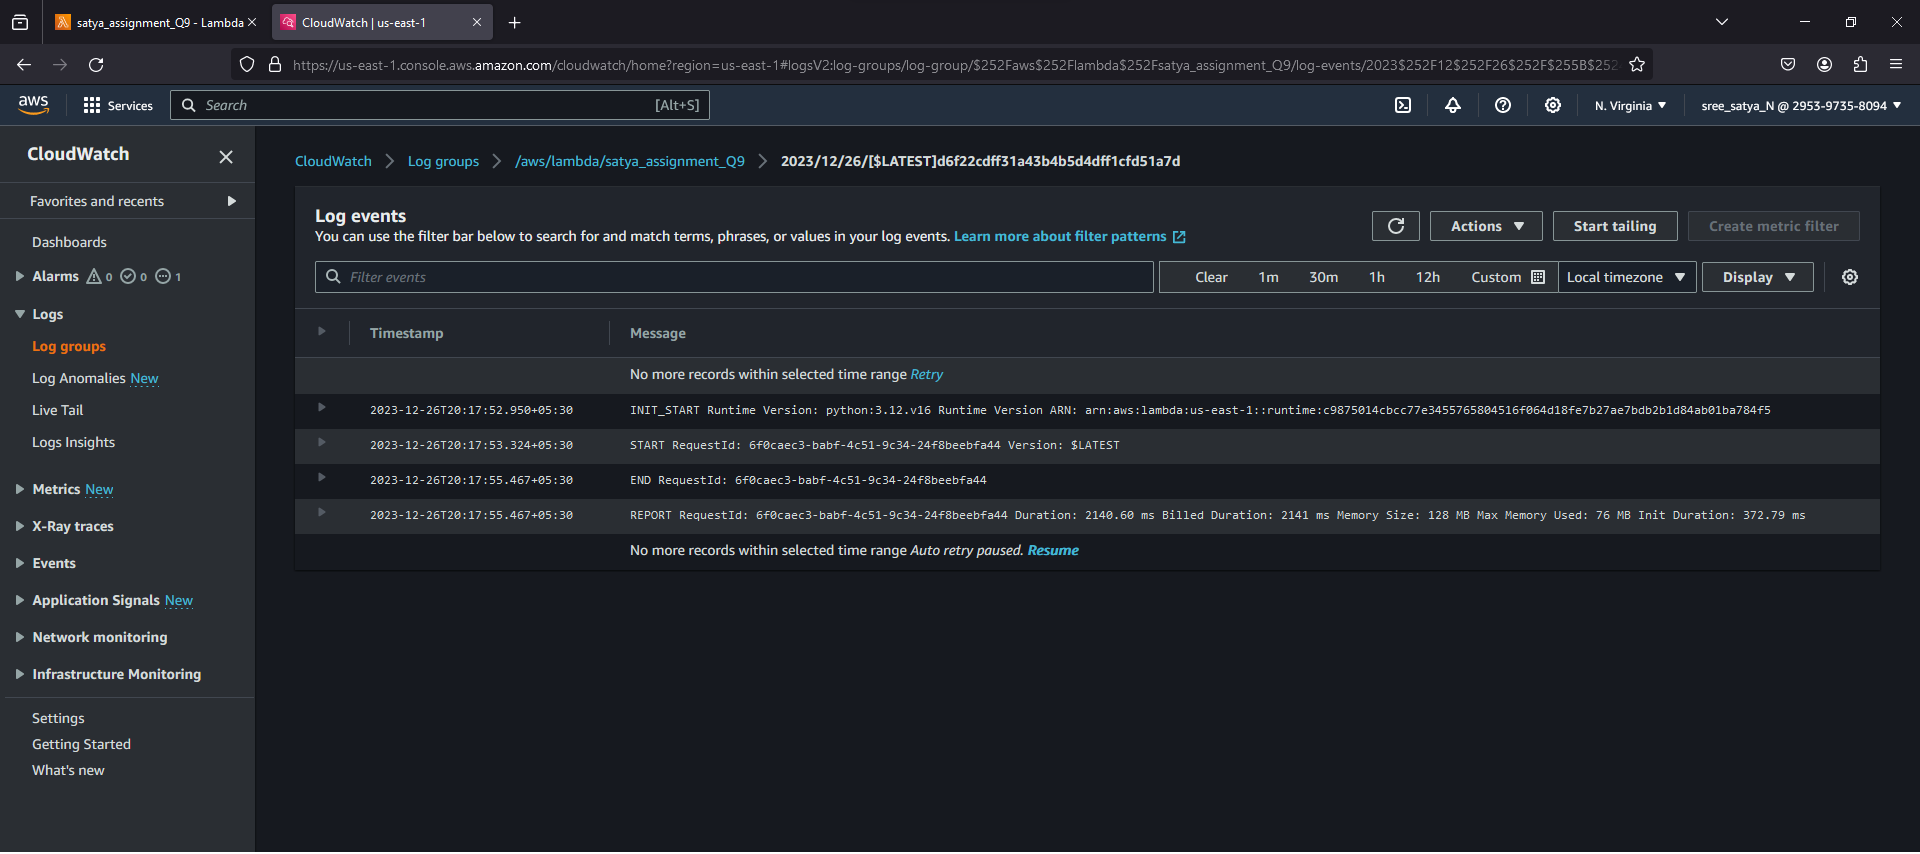 satya_assignment_Q9 - Lambda
CloudWatch | us-east-1
https://us-east-1.console.aws.amazon.com/cloudwatch/home?region=us-east-1#logsV2:log-groups/log-group/$252Faws$252Flambda$252Fsatya_assignment_Q9/log-events/2023$252F12$252F26$252F$255B$252
aws
Services
Search
[Alt+S]
N. Virginia
sree_satya_N @ 2953-9735-8094
CloudWatch
Favorites and recents
Dashboards
Alarms 0 0 1
Logs
Log groups
Log Anomalies New
Live Tail
Logs Insights
Metrics New
X-Ray traces
Events
Application Signals New
Network monitoring
Infrastructure Monitoring
Settings
Getting Started
What's new
CloudWatch Log groups /aws/lambda/satya_assignment_Q9 2023/12/26/[$LATEST]d6f22cdff31a43b4b5d4dff1cfd51a7d
Log events
You can use the filter bar below to search for and match terms, phrases, or values in your log events. Learn more about filter patterns
Actions
Start tailing
Create metric filter
Filter events
Clear 1m 30m 1h 12h Custom Local timezone Display
Timestamp Message
No more records within selected time range Retry
2023-12-26T20:17:52.950+05:30 INIT_START Runtime Version: python:3.12.v16 Runtime Version ARN: arn:aws:lambda:us-east-1::runtime:c9875014cbcc77e3455765804516f064d18fe7b27ae7bdb2b1d84ab01ba784f5
2023-12-26T20:17:53.324+05:30 START RequestId: 6f0caec3-babf-4c51-9c34-24f8beebfa44 Version: $LATEST
2023-12-26T20:17:55.467+05:30 END RequestId: 6f0caec3-babf-4c51-9c34-24f8beebfa44
2023-12-26T20:17:55.467+05:30 REPORT RequestId: 6f0caec3-babf-4c51-9c34-24f8beebfa44 Duration: 2140.60 ms Billed Duration: 2141 ms Memory Size: 128 MB Max Memory Used: 76 MB Init Duration: 372.79 ms
No more records within selected time range Auto retry paused. Resume